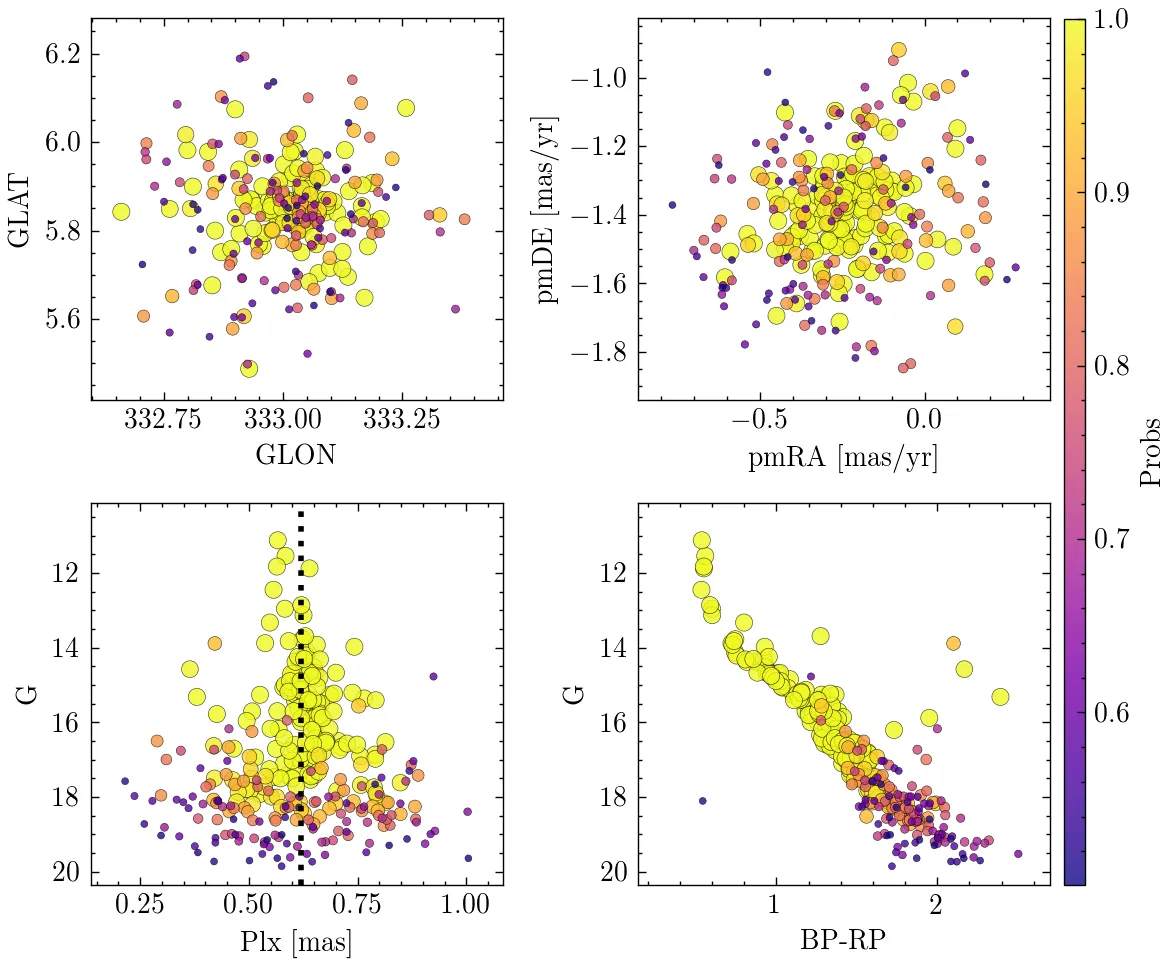 6.2
6.0
5.8
5.6
GLAT
332.75 333.00 333.25
GLON
−1.0
−1.2
−1.4
−1.6
−1.8
pmDE [mas/yr]
−0.5 0.0
pmRA [mas/yr]
1.0
0.9
0.8
0.7
0.6
Probs
12
14
16
18
20
G
0.25 0.50 0.75 1.00
Plx [mas]
12
14
16
18
20
G
1 2
BP-RP